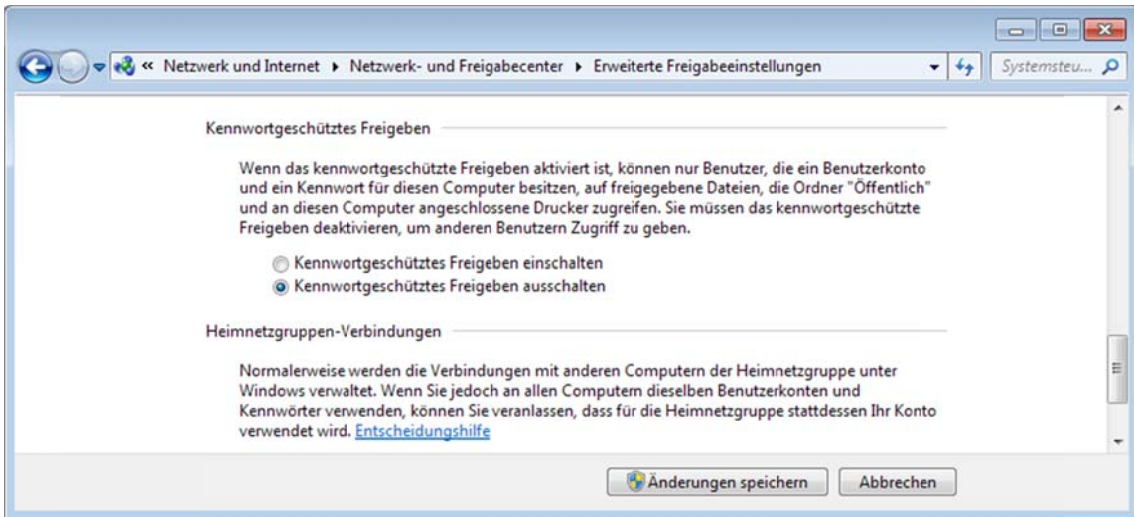 « Netzwerk und Internet ▸ Netzwerk- und Freigabecenter ▸ Erweiterte Freigabeeinstellungen
Systemsteu...
Kennwortgeschütztes Freigeben
Wenn das kennwortgeschützte Freigeben aktiviert ist, können nur Benutzer, die ein Benutzerkonto
und ein Kennwort für diesen Computer besitzen, auf freigegebene Dateien, die Ordner "Öffentlich"
und an diesen Computer angeschlossene Drucker zugreifen. Sie müssen das kennwortgeschützte
Freigeben deaktivieren, um anderen Benutzern Zugriff zu geben.
Kennwortgeschütztes Freigeben einschalten
Kennwortgeschütztes Freigeben ausschalten
Heimnetzgruppen-Verbindungen
Normalerweise werden die Verbindungen mit anderen Computern der Heimnetzgruppe unter
Windows verwaltet. Wenn Sie jedoch an allen Computern dieselben Benutzerkonten und
Kennwörter verwenden, können Sie veranlassen, dass für die Heimnetzgruppe stattdessen Ihr Konto
verwendet wird. Entscheidungshilfe
Änderungen speichern
Abbrechen